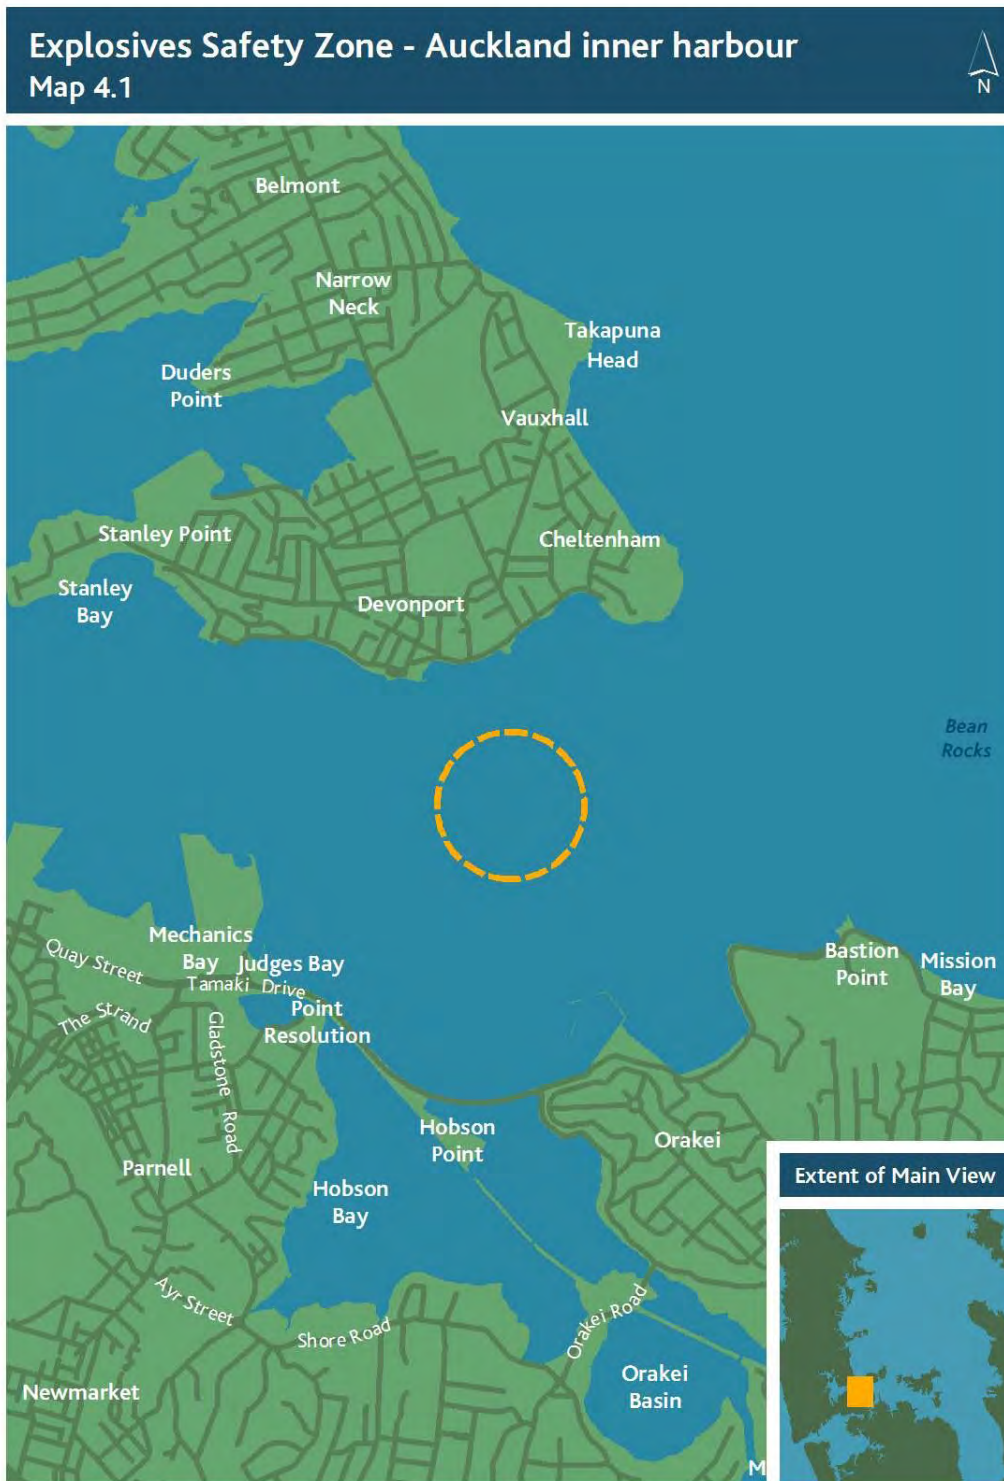 Explosives Safety Zone - Auckland inner harbour
Map 4.1
N
Belmont
Narrow
Neck
Takapuna
Head
Duders
Point
Vauxhall
Stanley Point
Cheltenham
Stanley
Bay
Devonport
Bean
Rocks
Mechanics
Bay
Quay Street
Judges Bay
Tamaki Drive
Bastion
Point
Mission
Bay
The Strand
Point
Resolution
Gladstone Road
Hobson
Point
Orakei
Parnell
Hobson
Bay
Extent of Main View
Ayr Street
Shore Road
Orakei Road
Newmarket
Orakei
Basin
M